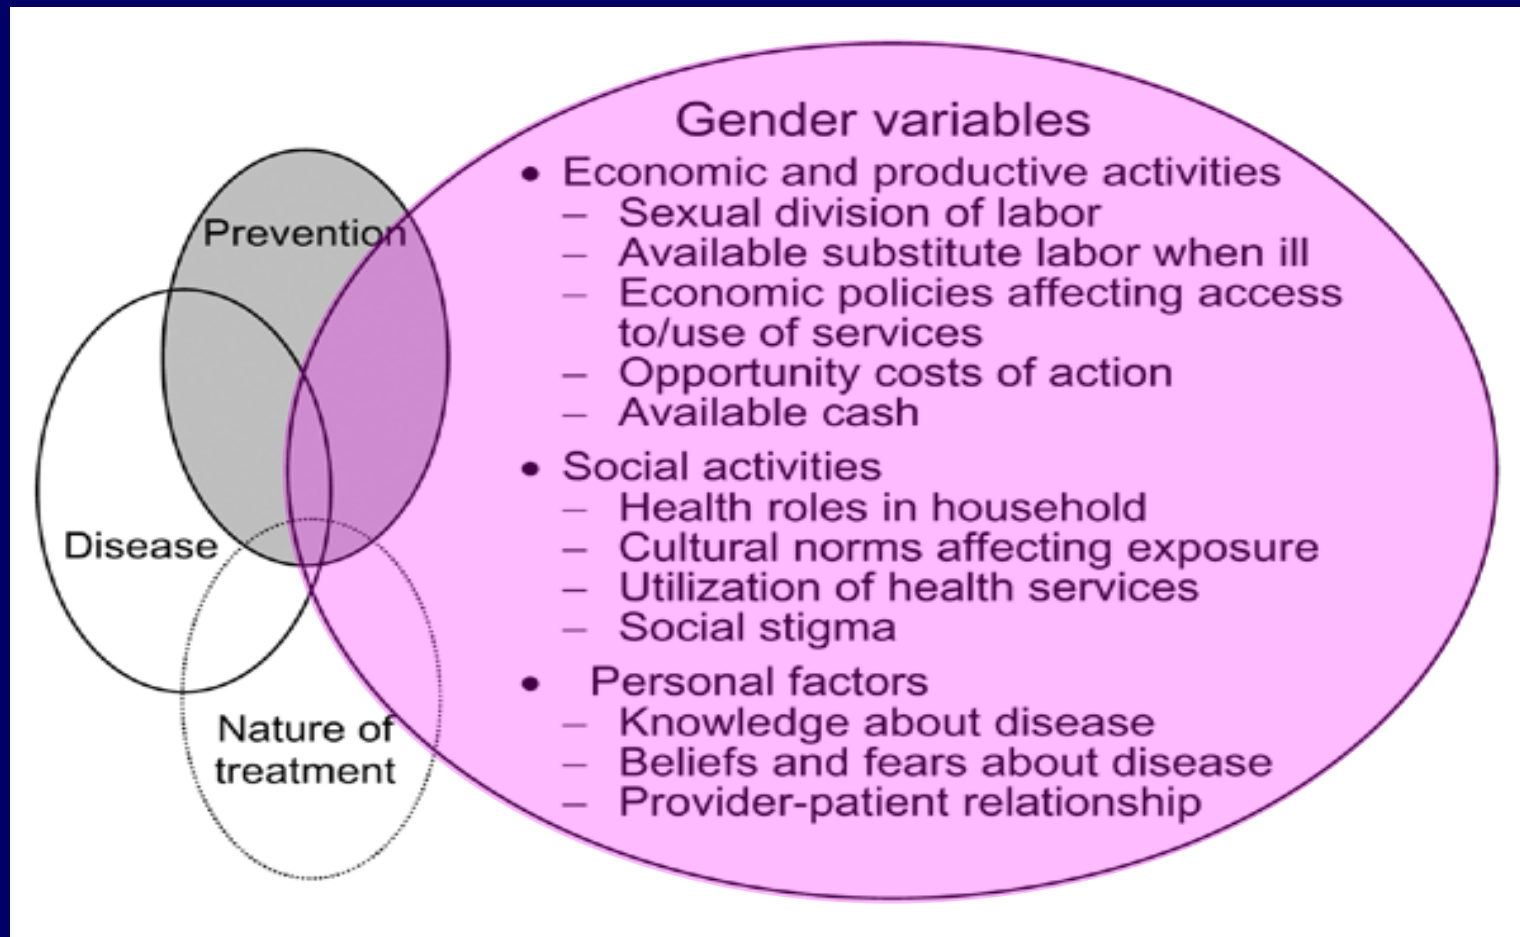 Gender variables
• Economic and productive activities
– Sexual division of labor
– Available substitute labor when ill
– Economic policies affecting access
to/use of services
– Opportunity costs of action
– Available cash
• Social activities
– Health roles in household
– Cultural norms affecting exposure
– Utilization of health services
– Social stigma
• Personal factors
– Knowledge about disease
– Beliefs and fears about disease
– Provider-patient relationship
Prevention
Disease
Nature of
treatment